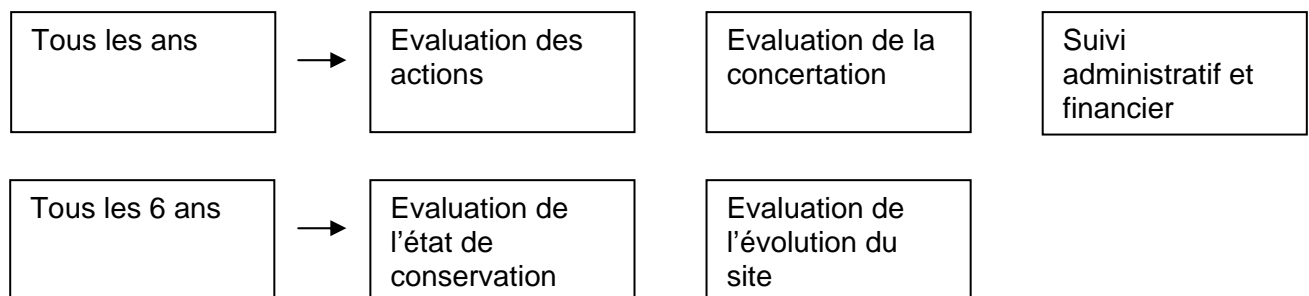 Tous les ans
Evaluation des
actions
Evaluation de la
concertation
Suivi
administratif et
financier
Tous les 6 ans
Evaluation de
l’état de
conservation
Evaluation de
l’évolution du
site